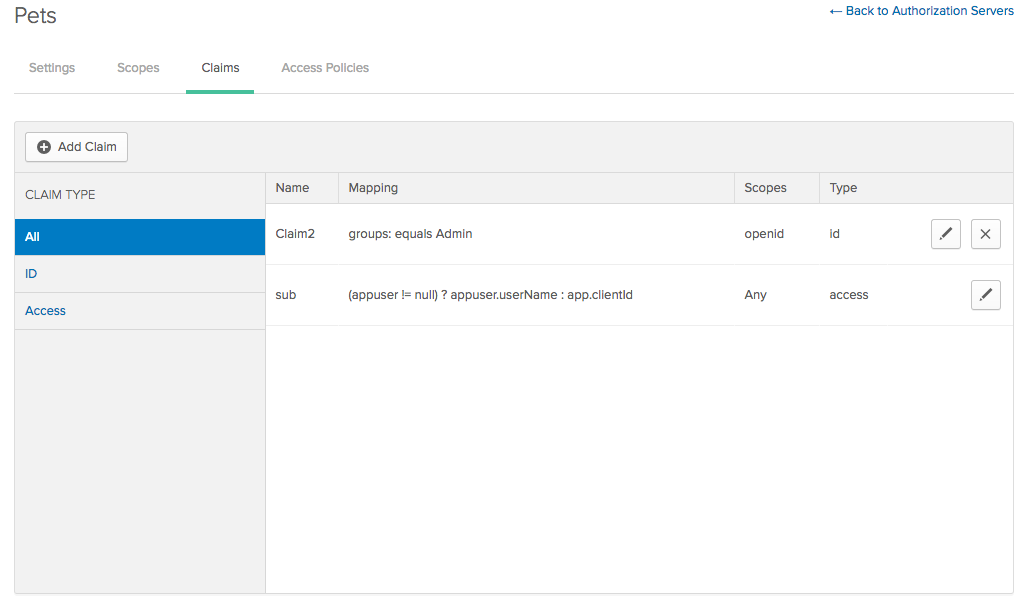 Pets
← Back to Authorization Servers
Settings Scopes Claims Access Policies
Add Claim
CLAIM TYPE
All
ID
Access
Name Mapping Scopes Type
Claim2 groups: equals Admin openid id
sub (appuser != null) ? appuser.userName : app.clientId Any access